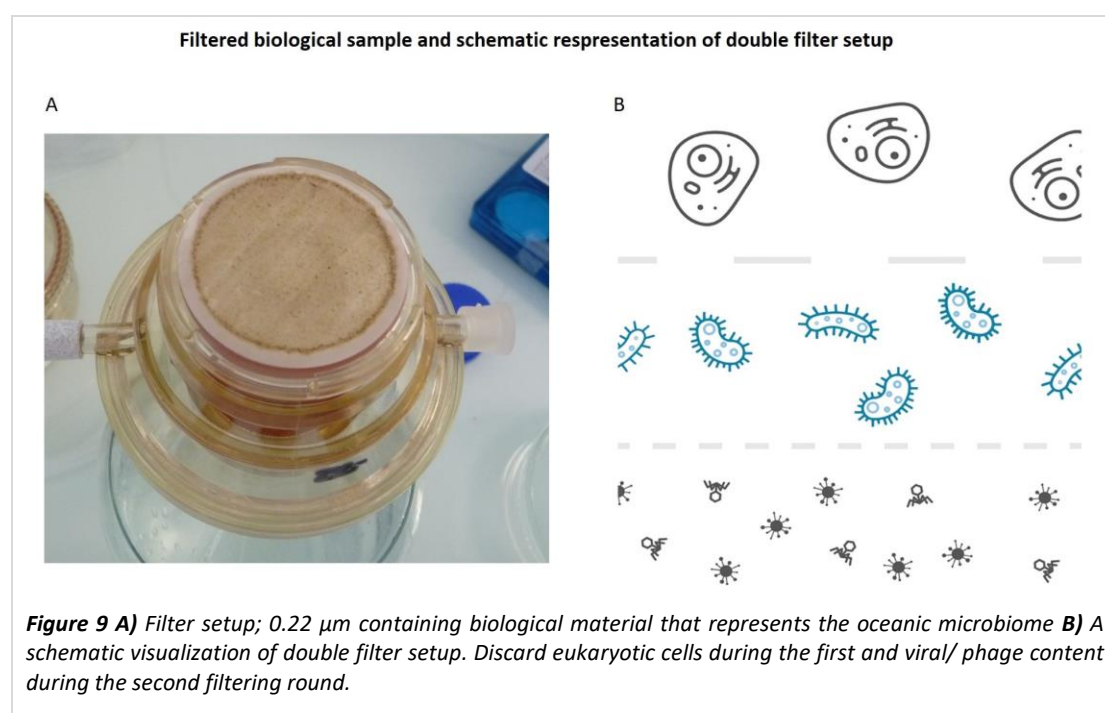 Filtered biological sample and schematic respresentation of double filter setup
A
B
Figure 9 A) Filter setup; 0.22 µm containing biological material that represents the oceanic microbiome B) A
schematic visualization of double filter setup. Discard eukaryotic cells during the first and viral/ phage content
during the second filtering round.